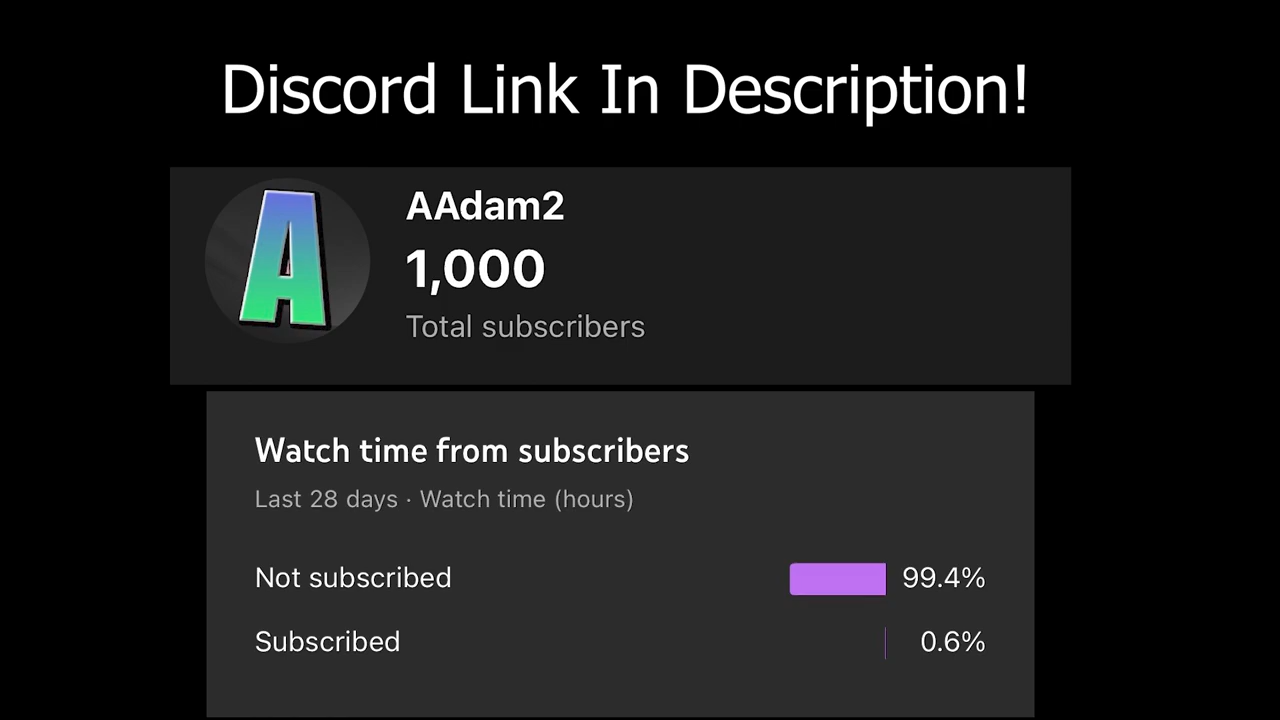 Discord Link In Description!
A
AAdam2
1,000
Total subscribers
Watch time from subscribers
Last 28 days · Watch time (hours)
Not subscribed 99.4%
Subscribed 0.6%